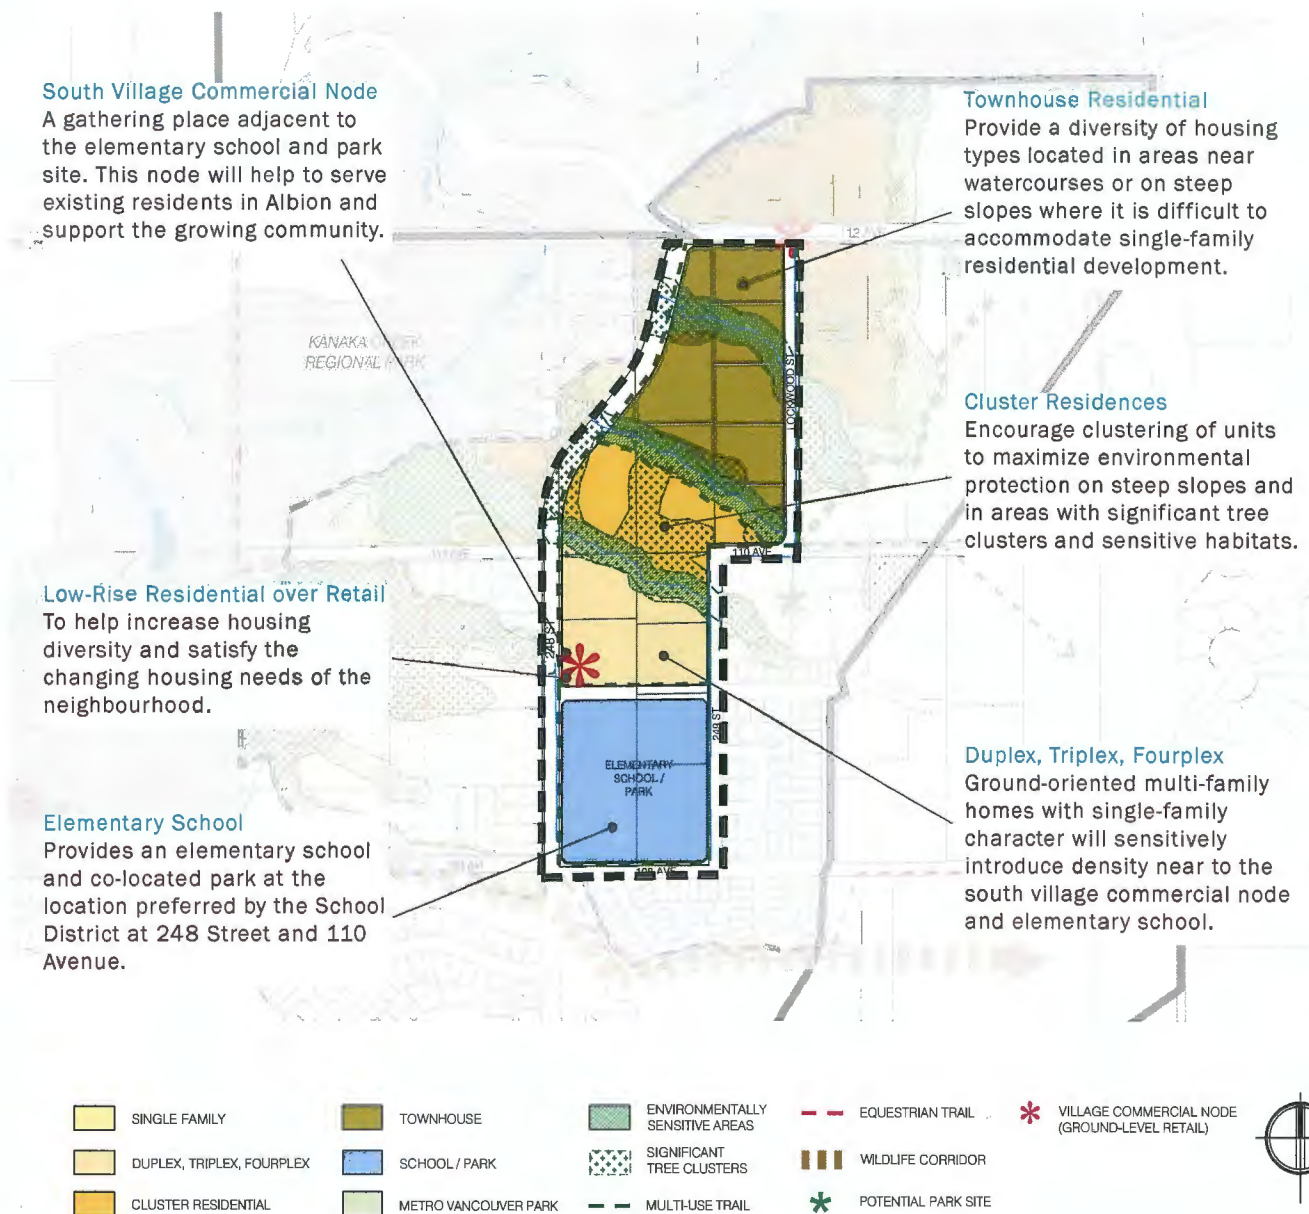 South Village Commercial Node
A gathering place adjacent to
the elementary school and park
site. This node will help to serve
existing residents in Albion and
support the growing community.
Townhouse Residential
Provide a diversity of housing
types located in areas near
watercourses or on steep
slopes where it is difficult to
accommodate single-family
residential development.
KANAKA CREEK
REGIONAL PARK
LOCKWOOD ST
Cluster Residences
Encourage clustering of units
to maximize environmental
protection on steep slopes and
in areas with significant tree
clusters and sensitive habitats.
110 AVE
Low-Rise Residential over Retail
To help increase housing
diversity and satisfy the
changing housing needs of the
neighbourhood.
248 ST
249 ST
ELEMENTARY
SCHOOL /
PARK
Duplex, Triplex, Fourplex
Ground-oriented multi-family
homes with single-family
character will sensitively
introduce density near to the
south village commercial node
and elementary school.
Elementary School
Provides an elementary school
and co-located park at the
location preferred by the School
District at 248 Street and 110
Avenue.
SINGLE FAMILY
DUPLEX, TRIPLEX, FOURPLEX
CLUSTER RESIDENTIAL
TOWNHOUSE
SCHOOL / PARK
METRO VANCOUVER PARK
ENVIRONMENTALLY
SENSITIVE AREAS
SIGNIFICANT
TREE CLUSTERS
MULTI-USE TRAIL
EQUESTRIAN TRAIL
WILDLIFE CORRIDOR
POTENTIAL PARK SITE
VILLAGE COMMERCIAL NODE
(GROUND-LEVEL RETAIL)